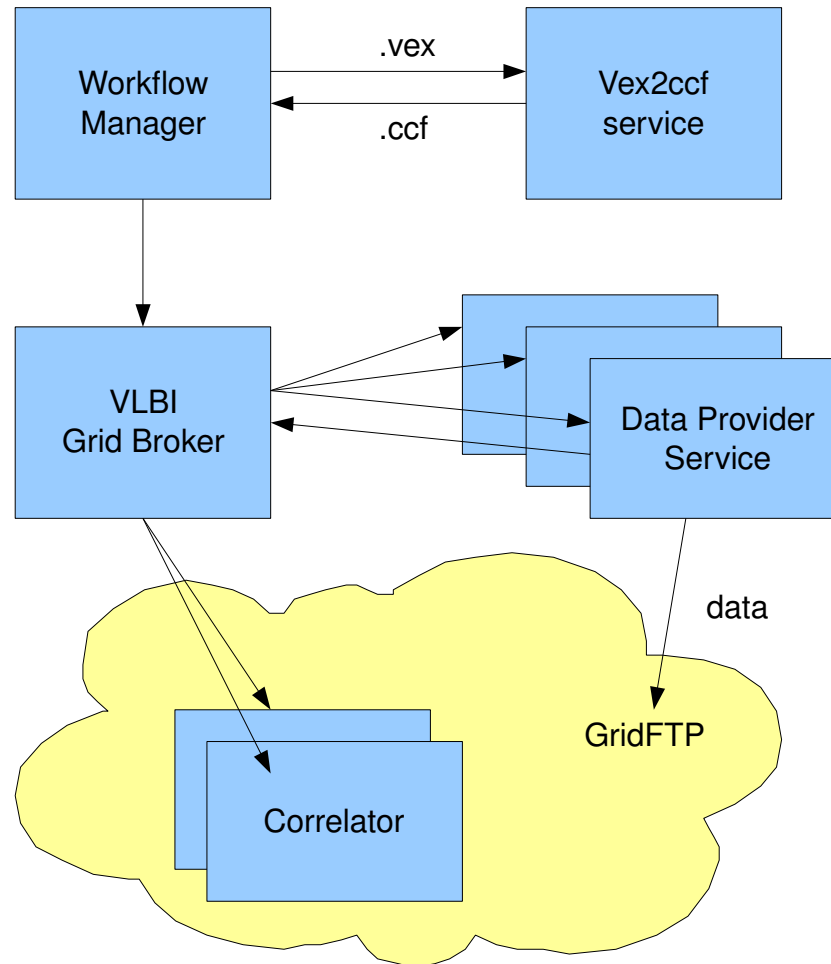 Workflow
Manager
.vex
.ccf
Vex2ccf
service
VLBI
Grid Broker
Data Provider
Service
data
GridFTP
Correlator